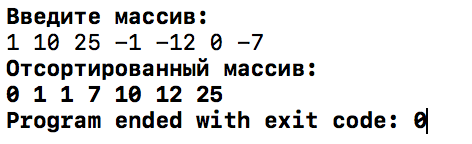 Введите массив:
1 10 25 -1 -12 0 -7
Отсортированный массив:
0 1 1 7 10 12 25
Program ended with exit code: 0